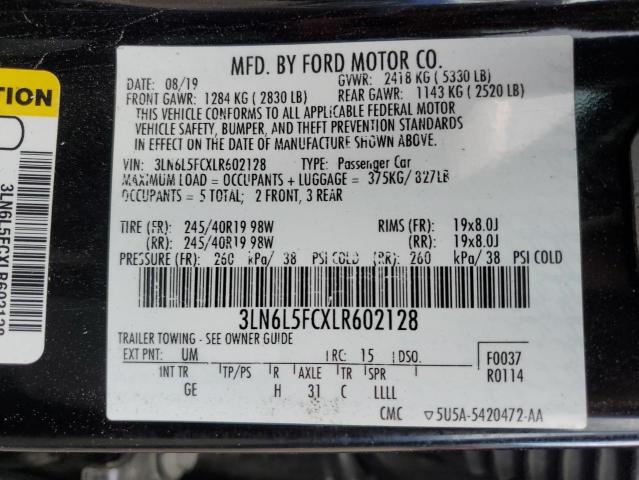 MFD. BY FORD MOTOR CO.
DATE: 08/19 GVWR: 2418 KG ( 5330 LB)
FRONT GAWR: 1284 KG ( 2830 LB) REAR GAWR: 1143 KG ( 2520 LB)
THIS VEHICLE CONFORMS TO ALL APPLICABLE FEDERAL MOTOR
VEHICLE SAFETY, BUMPER, AND THEFT PREVENTION STANDARDS
IN EFFECT ON THE DATE OF MANUFACTURE SHOWN ABOVE.
VIN: 3LN6L5FCXLR602128 TYPE: Passenger Car
MAXIMUM LOAD = OCCUPANTS + LUGGAGE = 375KG/ 827LB
OCCUPANTS = 5 TOTAL; 2 FRONT, 3 REAR
TIRE (FR): 245/40R19 98W RIMS (FR): 19x8.0J
(RR): 245/40R19 98W (RR): 19x8.0J
PRESSURE (FR): 260 kPa/ 38 PSI COLD (RR): 260 kPa/ 38 PSI COLD
3LN6L5FCXLR602128
TRAILER TOWING - SEE OWNER GUIDE
EXT PNT: UM RC: 15 DSO:
INT TR TP/PS R AXLE TR SPR
GE H 31 C LLLL
F0037
R0114
CMC ▽5U5A-5420472-AA
TION
3LN6L5FCXLR602128